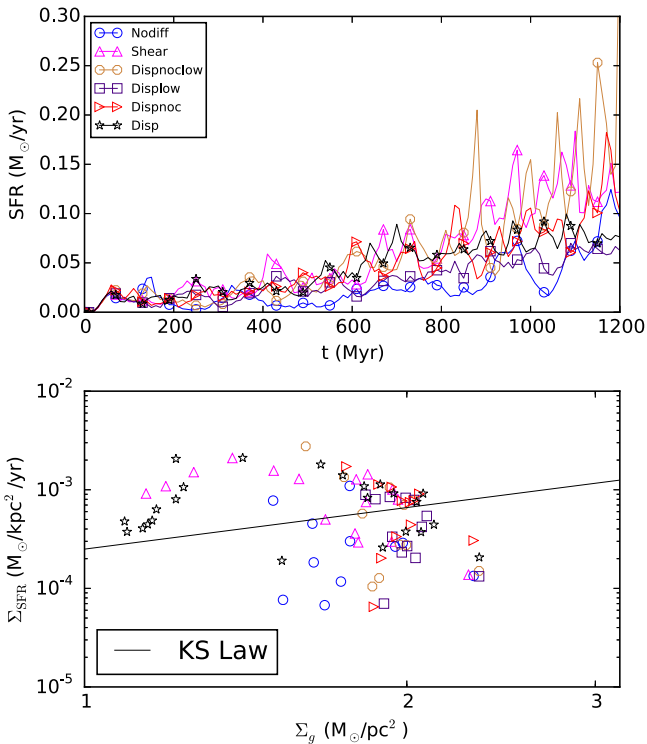 0.30
0.25
0.20
0.15
0.10
0.05
0.00
SFR (M⊙/yr)
Nodiff
Shear
Dispnoclow
Displow
Dispnoc
Disp
0 200 400 600 800 1000 1200
t (Myr)
10⁻²
10⁻³
10⁻⁴
10⁻⁵
Σ_SFR (M⊙/kpc² /yr)
KS Law
1 2 3
Σ_g (M⊙/pc²)